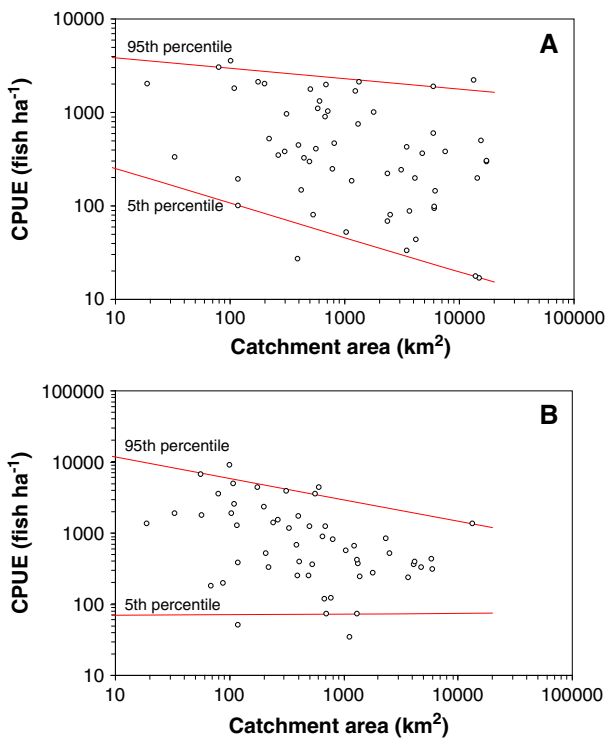 10000
A
95th percentile
1000
CPUE (fish ha⁻¹)
5th percentile
100
10
10 100 1000 10000 100000
Catchment area (km²)
100000
B
95th percentile
10000
1000
CPUE (fish ha⁻¹)
5th percentile
100
10
10 100 1000 10000 100000
Catchment area (km²)